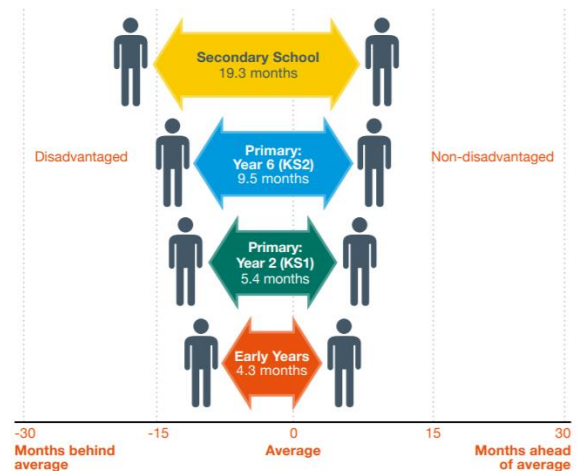 Secondary School
19.3 months
Disadvantaged
Primary:
Year 6 (KS2)
9.5 months
Non-disadvantaged
Primary:
Year 2 (KS1)
5.4 months
Early Years
4.3 months
-30
-15
0
15
30
Months behind
average
Average
Months ahead
of average